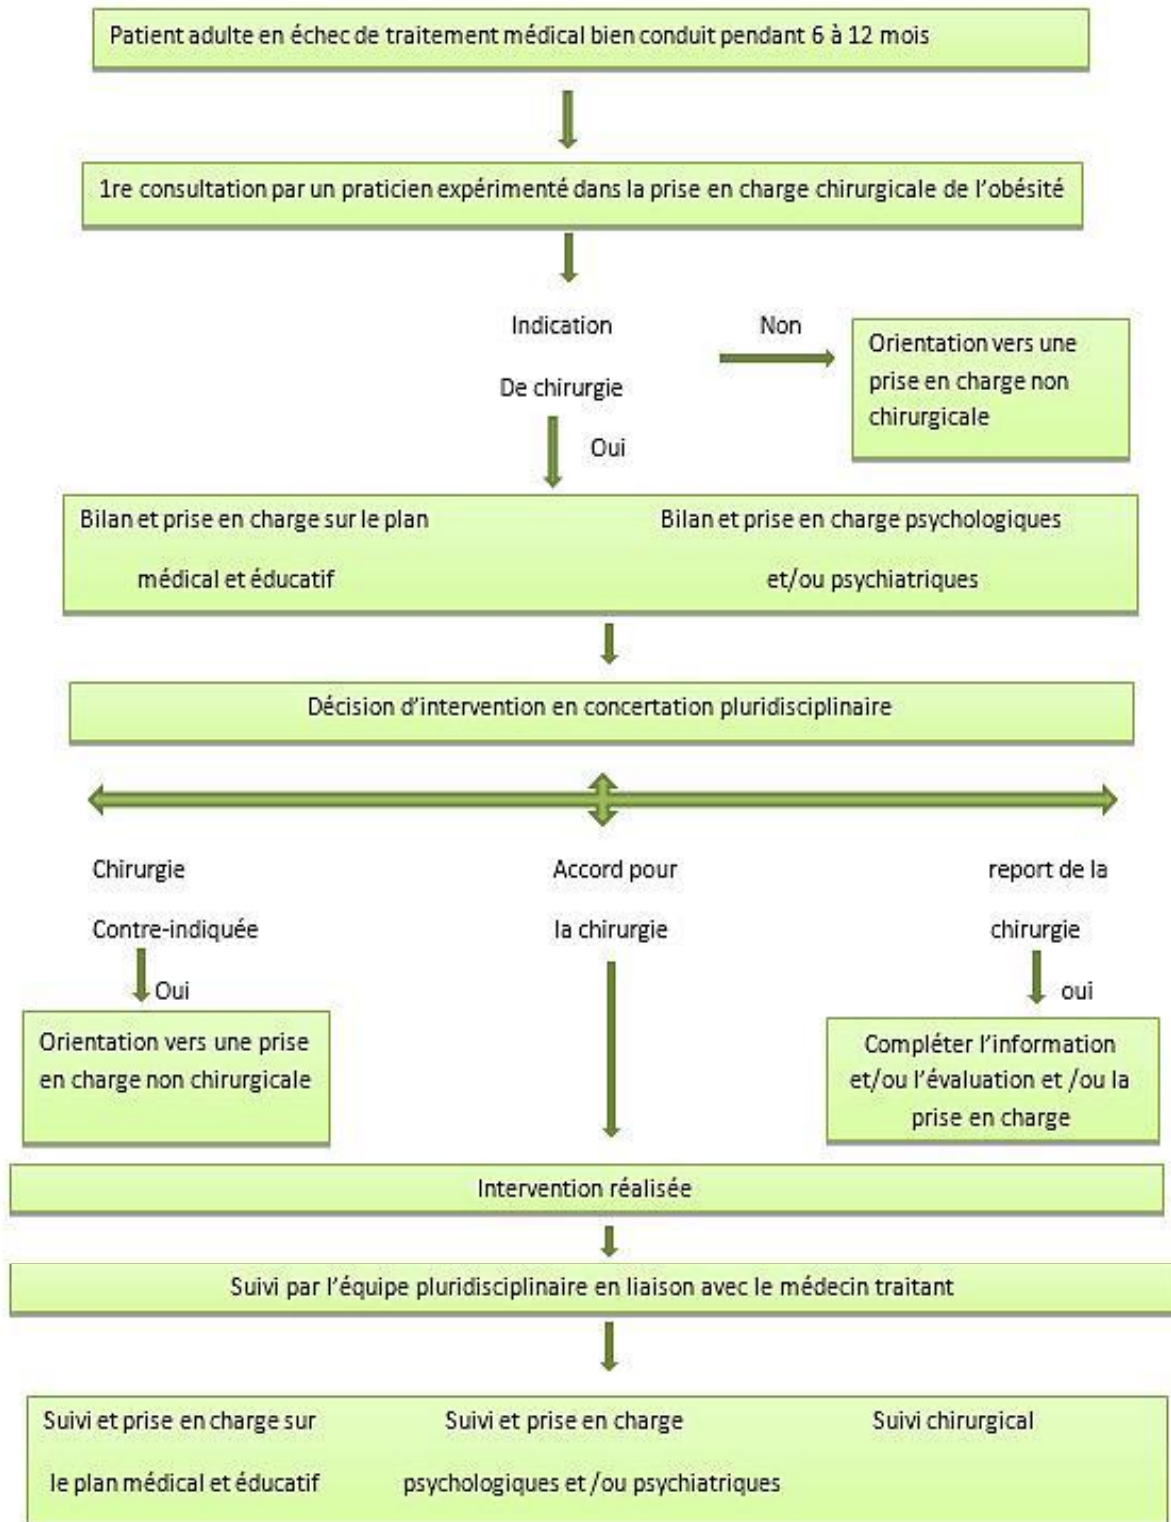 Patient adulte en échec de traitement médical bien conduit pendant 6 à 12 mois
1re consultation par un praticien expérimenté dans la prise en charge chirurgicale de l'obésité
Indication
De chirurgie
Non
Orientation vers une
prise en charge non
chirurgicale
Oui
Bilan et prise en charge sur le plan
médical et éducatif
Bilan et prise en charge psychologiques
et/ou psychiatriques
Décision d'intervention en concertation pluridisciplinaire
Chirurgie
Contre-indiquée
Oui
Orientation vers une prise
en charge non chirurgicale
Accord pour
la chirurgie
report de la
chirurgie
oui
Compléter l'information
et/ou l'évaluation et /ou la
prise en charge
Intervention réalisée
Suivi par l'équipe pluridisciplinaire en liaison avec le médecin traitant
Suivi et prise en charge sur
le plan médical et éducatif
Suivi et prise en charge
psychologiques et /ou psychiatriques
Suivi chirurgical